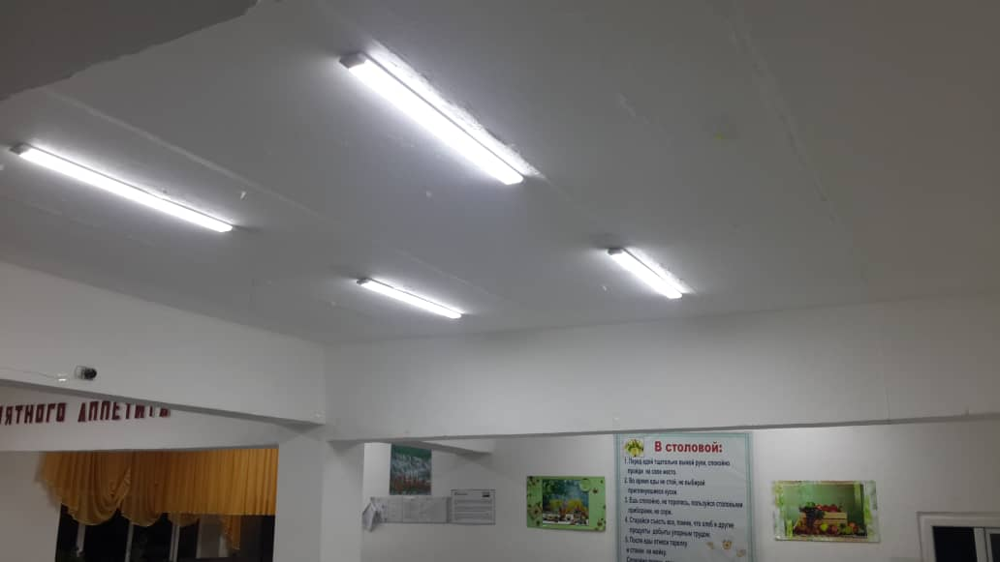 ЯТНОГО АППЕТИТА
В столовой:
1. Перед едой тщательно вымой руки, спокойно
пройди на свое место.
2. Во время еды не стой, не выбирай
приглянувшиеся куски.
3. Ешь спокойно, не торопясь, пользуйся столовыми
приборами, не сори.
4. Старайся съесть все, помни, что хлеб и другие
продукты добыты упорным трудом.
5. После еды отнеси тарелку
и стакан на мойку.